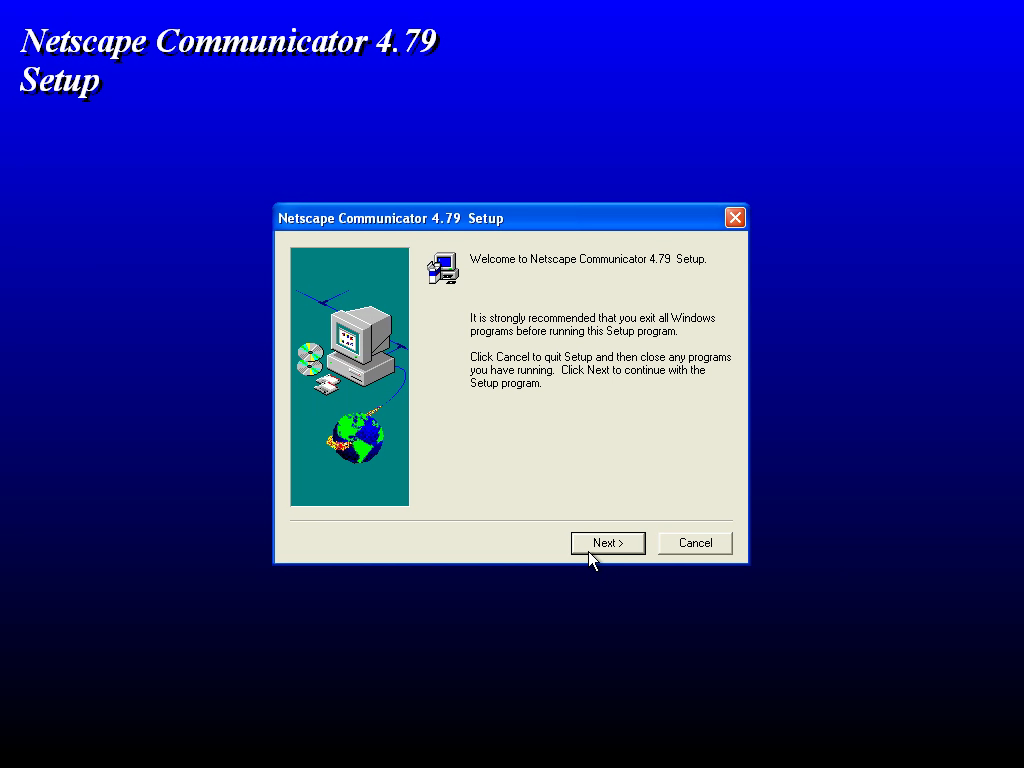 Netscape Communicator 4.79
Setup
Netscape Communicator 4.79  Setup
Welcome to Netscape Communicator 4.79  Setup.
It is strongly recommended that you exit all Windows
programs before running this Setup program.
Click Cancel to quit Setup and then close any programs
you have running.  Click Next to continue with the
Setup program.
Next >
Cancel